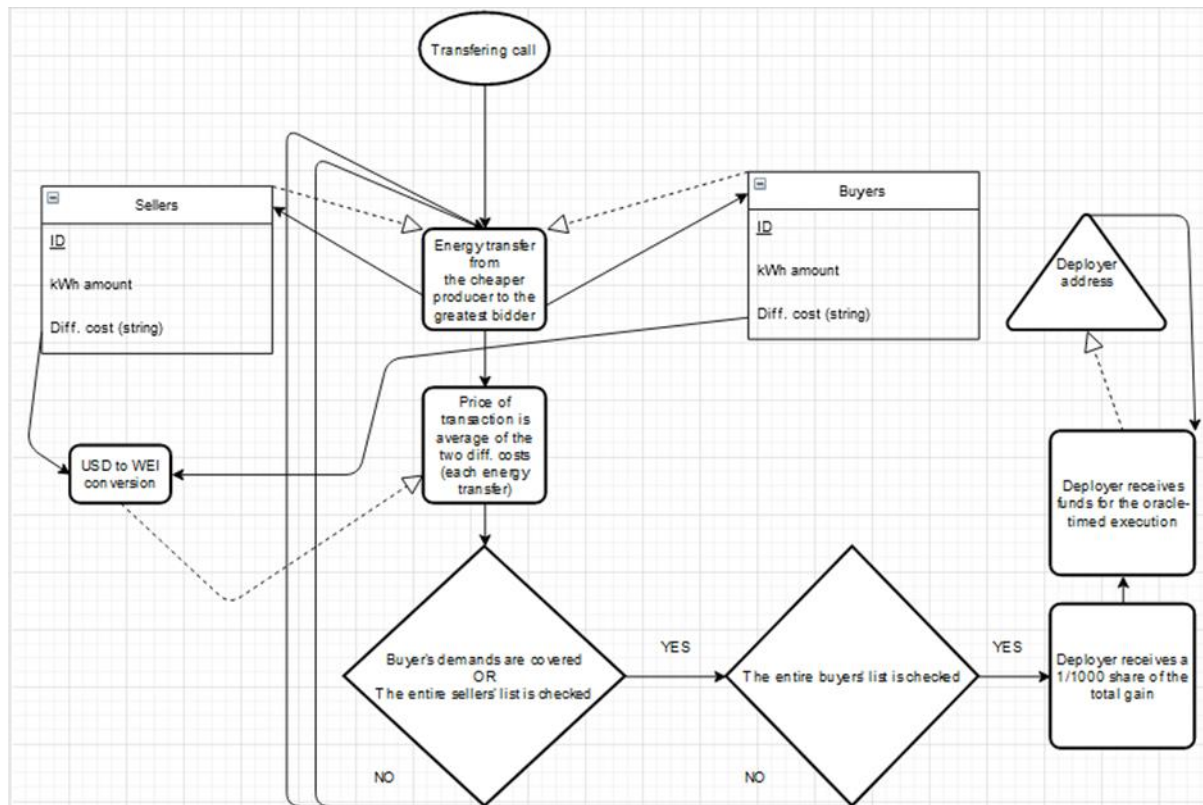 Transfering call
Sellers
ID
kWh amount
Diff. cost (string)
Energy transfer
from
the cheaper
producer to the
greatest bidder
Buyers
ID
kWh amount
Diff. cost (string)
Deployer
address
USD to WEI
conversion
Price of
transaction is
average of the
two diff. costs
(each energy
transfer)
Deployer receives
funds for the oracle-
timed execution
Buyer's demands are covered
OR
The entire sellers' list is checked
YES
NO
The entire buyers' list is checked
YES
NO
Deployer receives a
1/1000 share of the
total gain